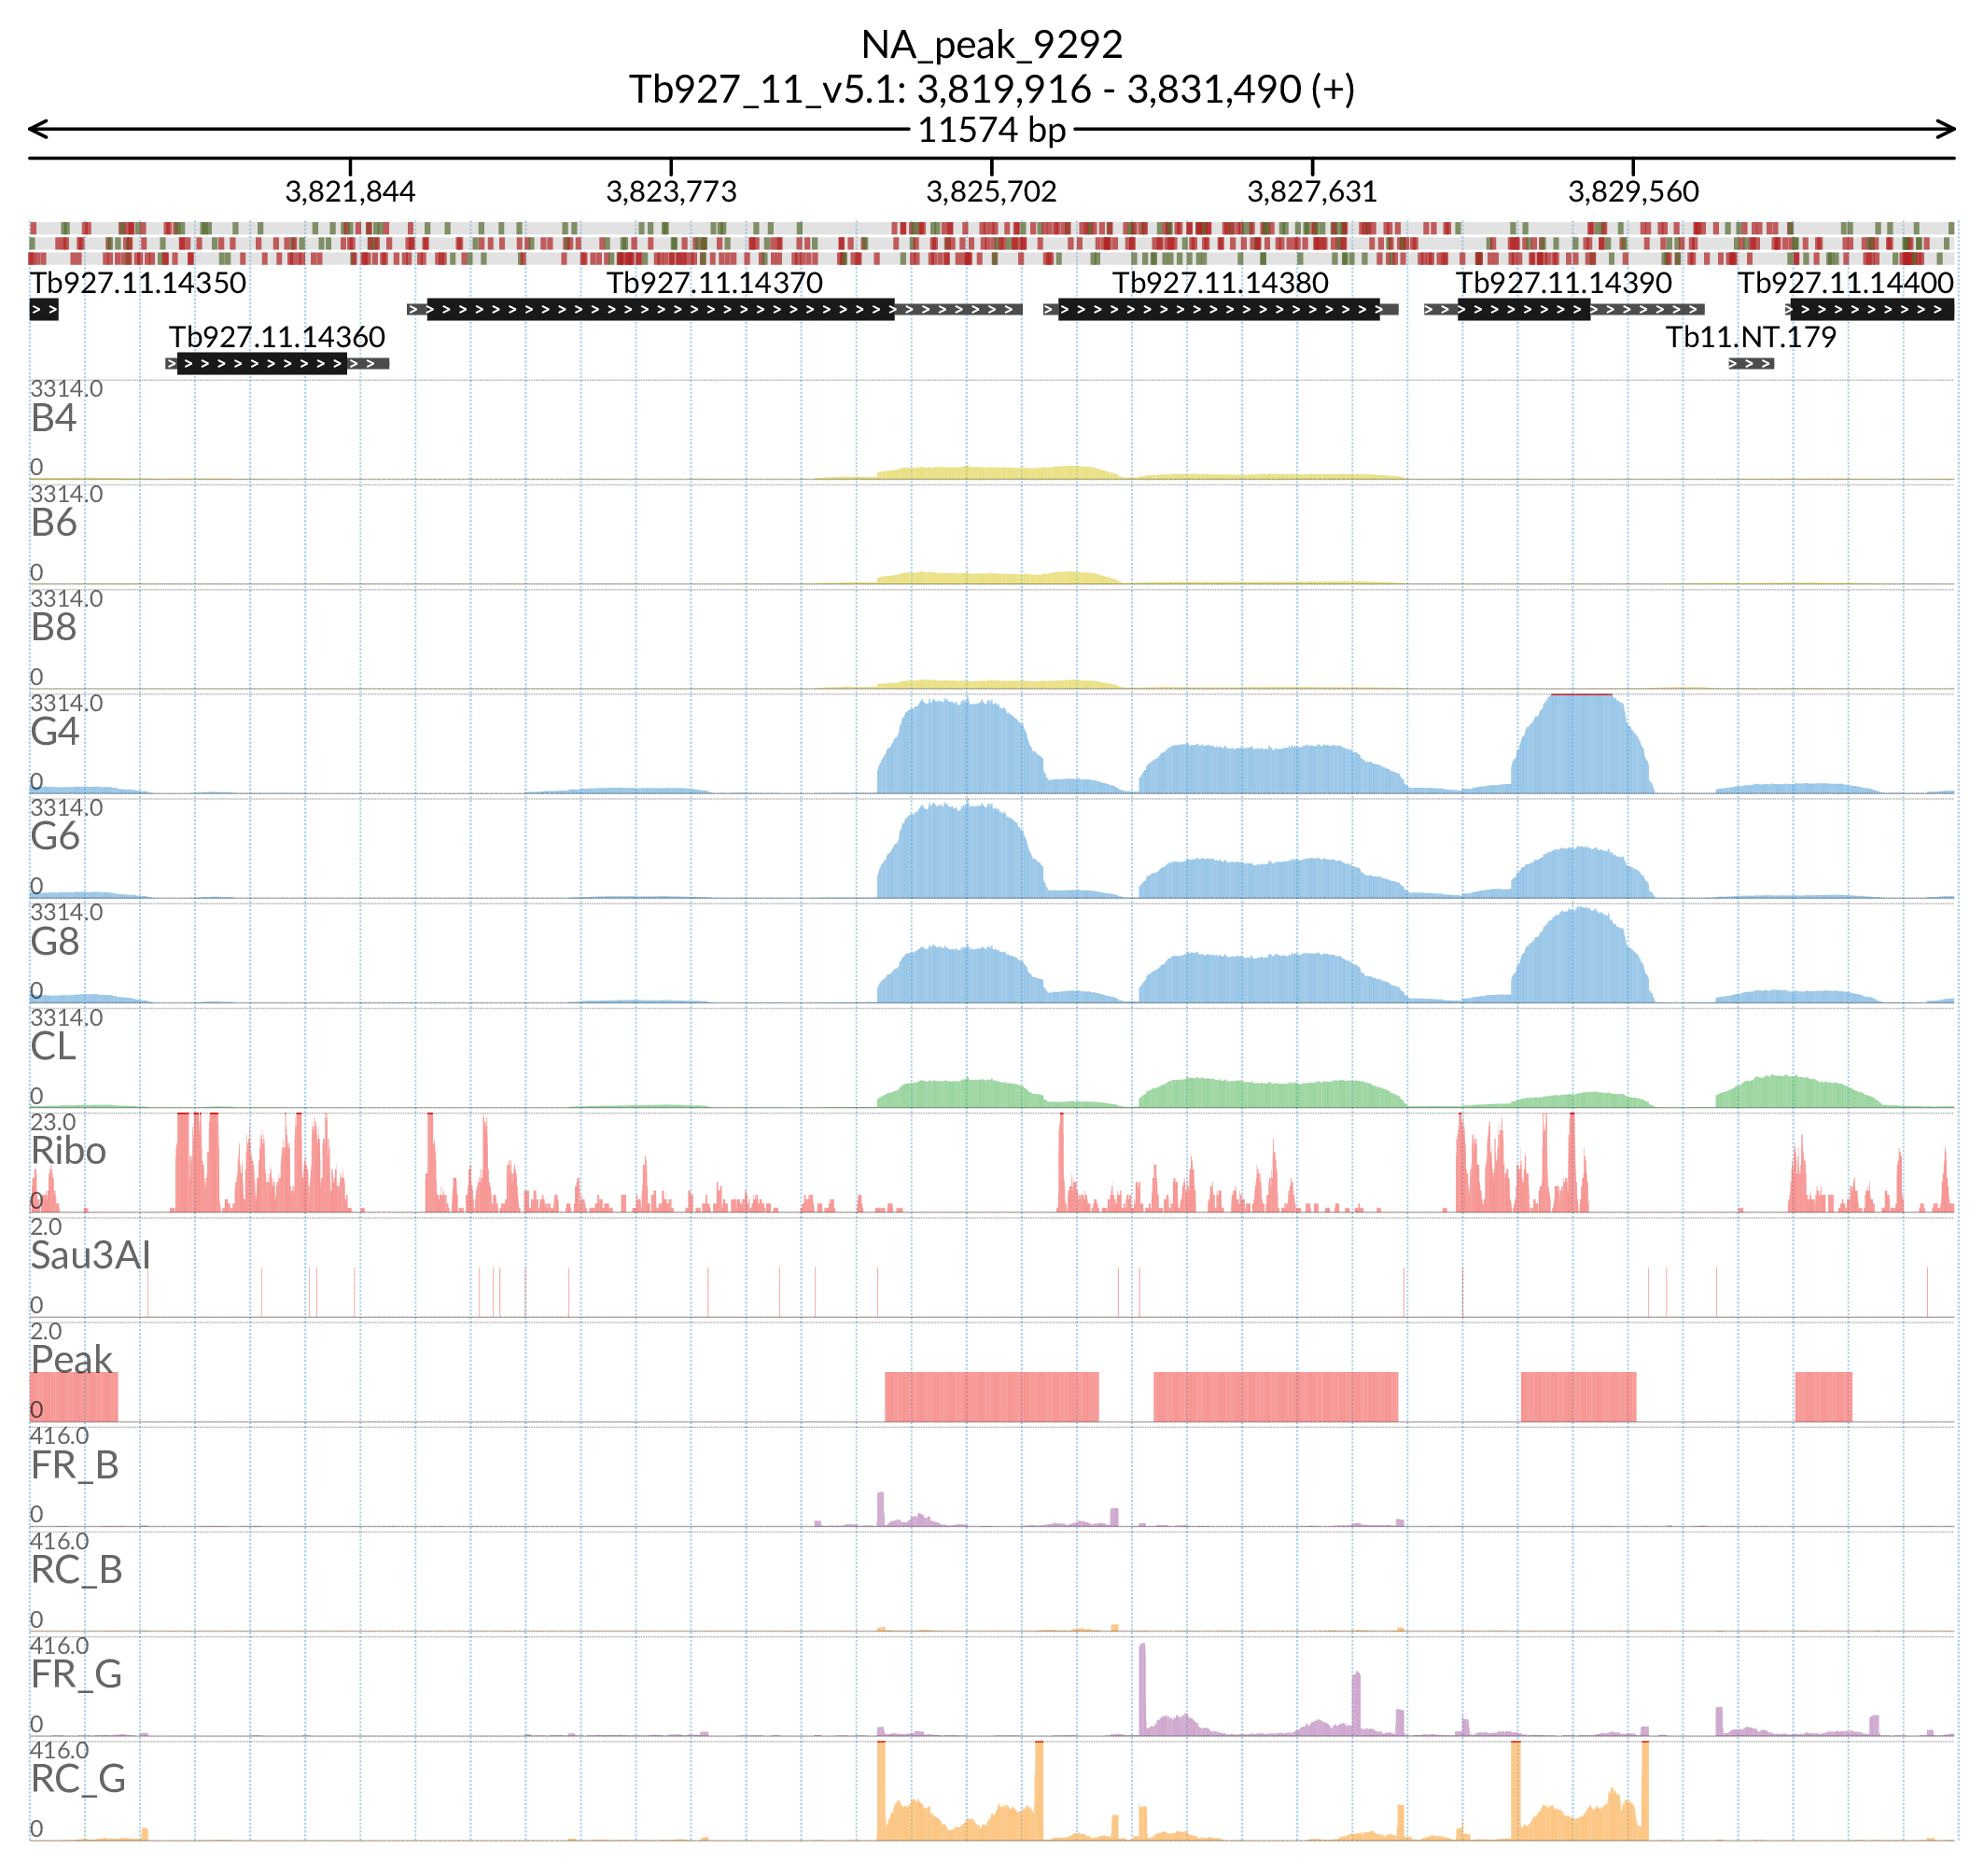 NA_peak_9292
Tb927_11_v5.1: 3,819,916 - 3,831,490 (+)
11574 bp
3,821,844 3,823,773 3,825,702 3,827,631 3,829,560
Tb927.11.14350 Tb927.11.14370 Tb927.11.14380 Tb927.11.14390 Tb927.11.14400
Tb927.11.14360 Tb11.NT.179
3314.0
B4
0
3314.0
B6
0
3314.0
B8
0
3314.0
G4
0
3314.0
G6
0
3314.0
G8
0
3314.0
CL
0
23.0
Ribo
0
2.0
Sau3AI
0
2.0
Peak
0
416.0
FR_B
0
416.0
RC_B
0
416.0
FR_G
0
416.0
RC_G
0